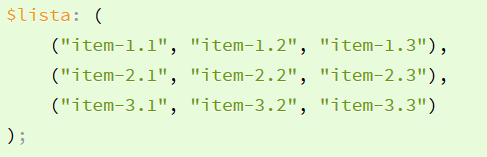 $lista: (
    ("item-1.1", "item-1.2", "item-1.3"),
    ("item-2.1", "item-2.2", "item-2.3"),
    ("item-3.1", "item-3.2", "item-3.3")
);